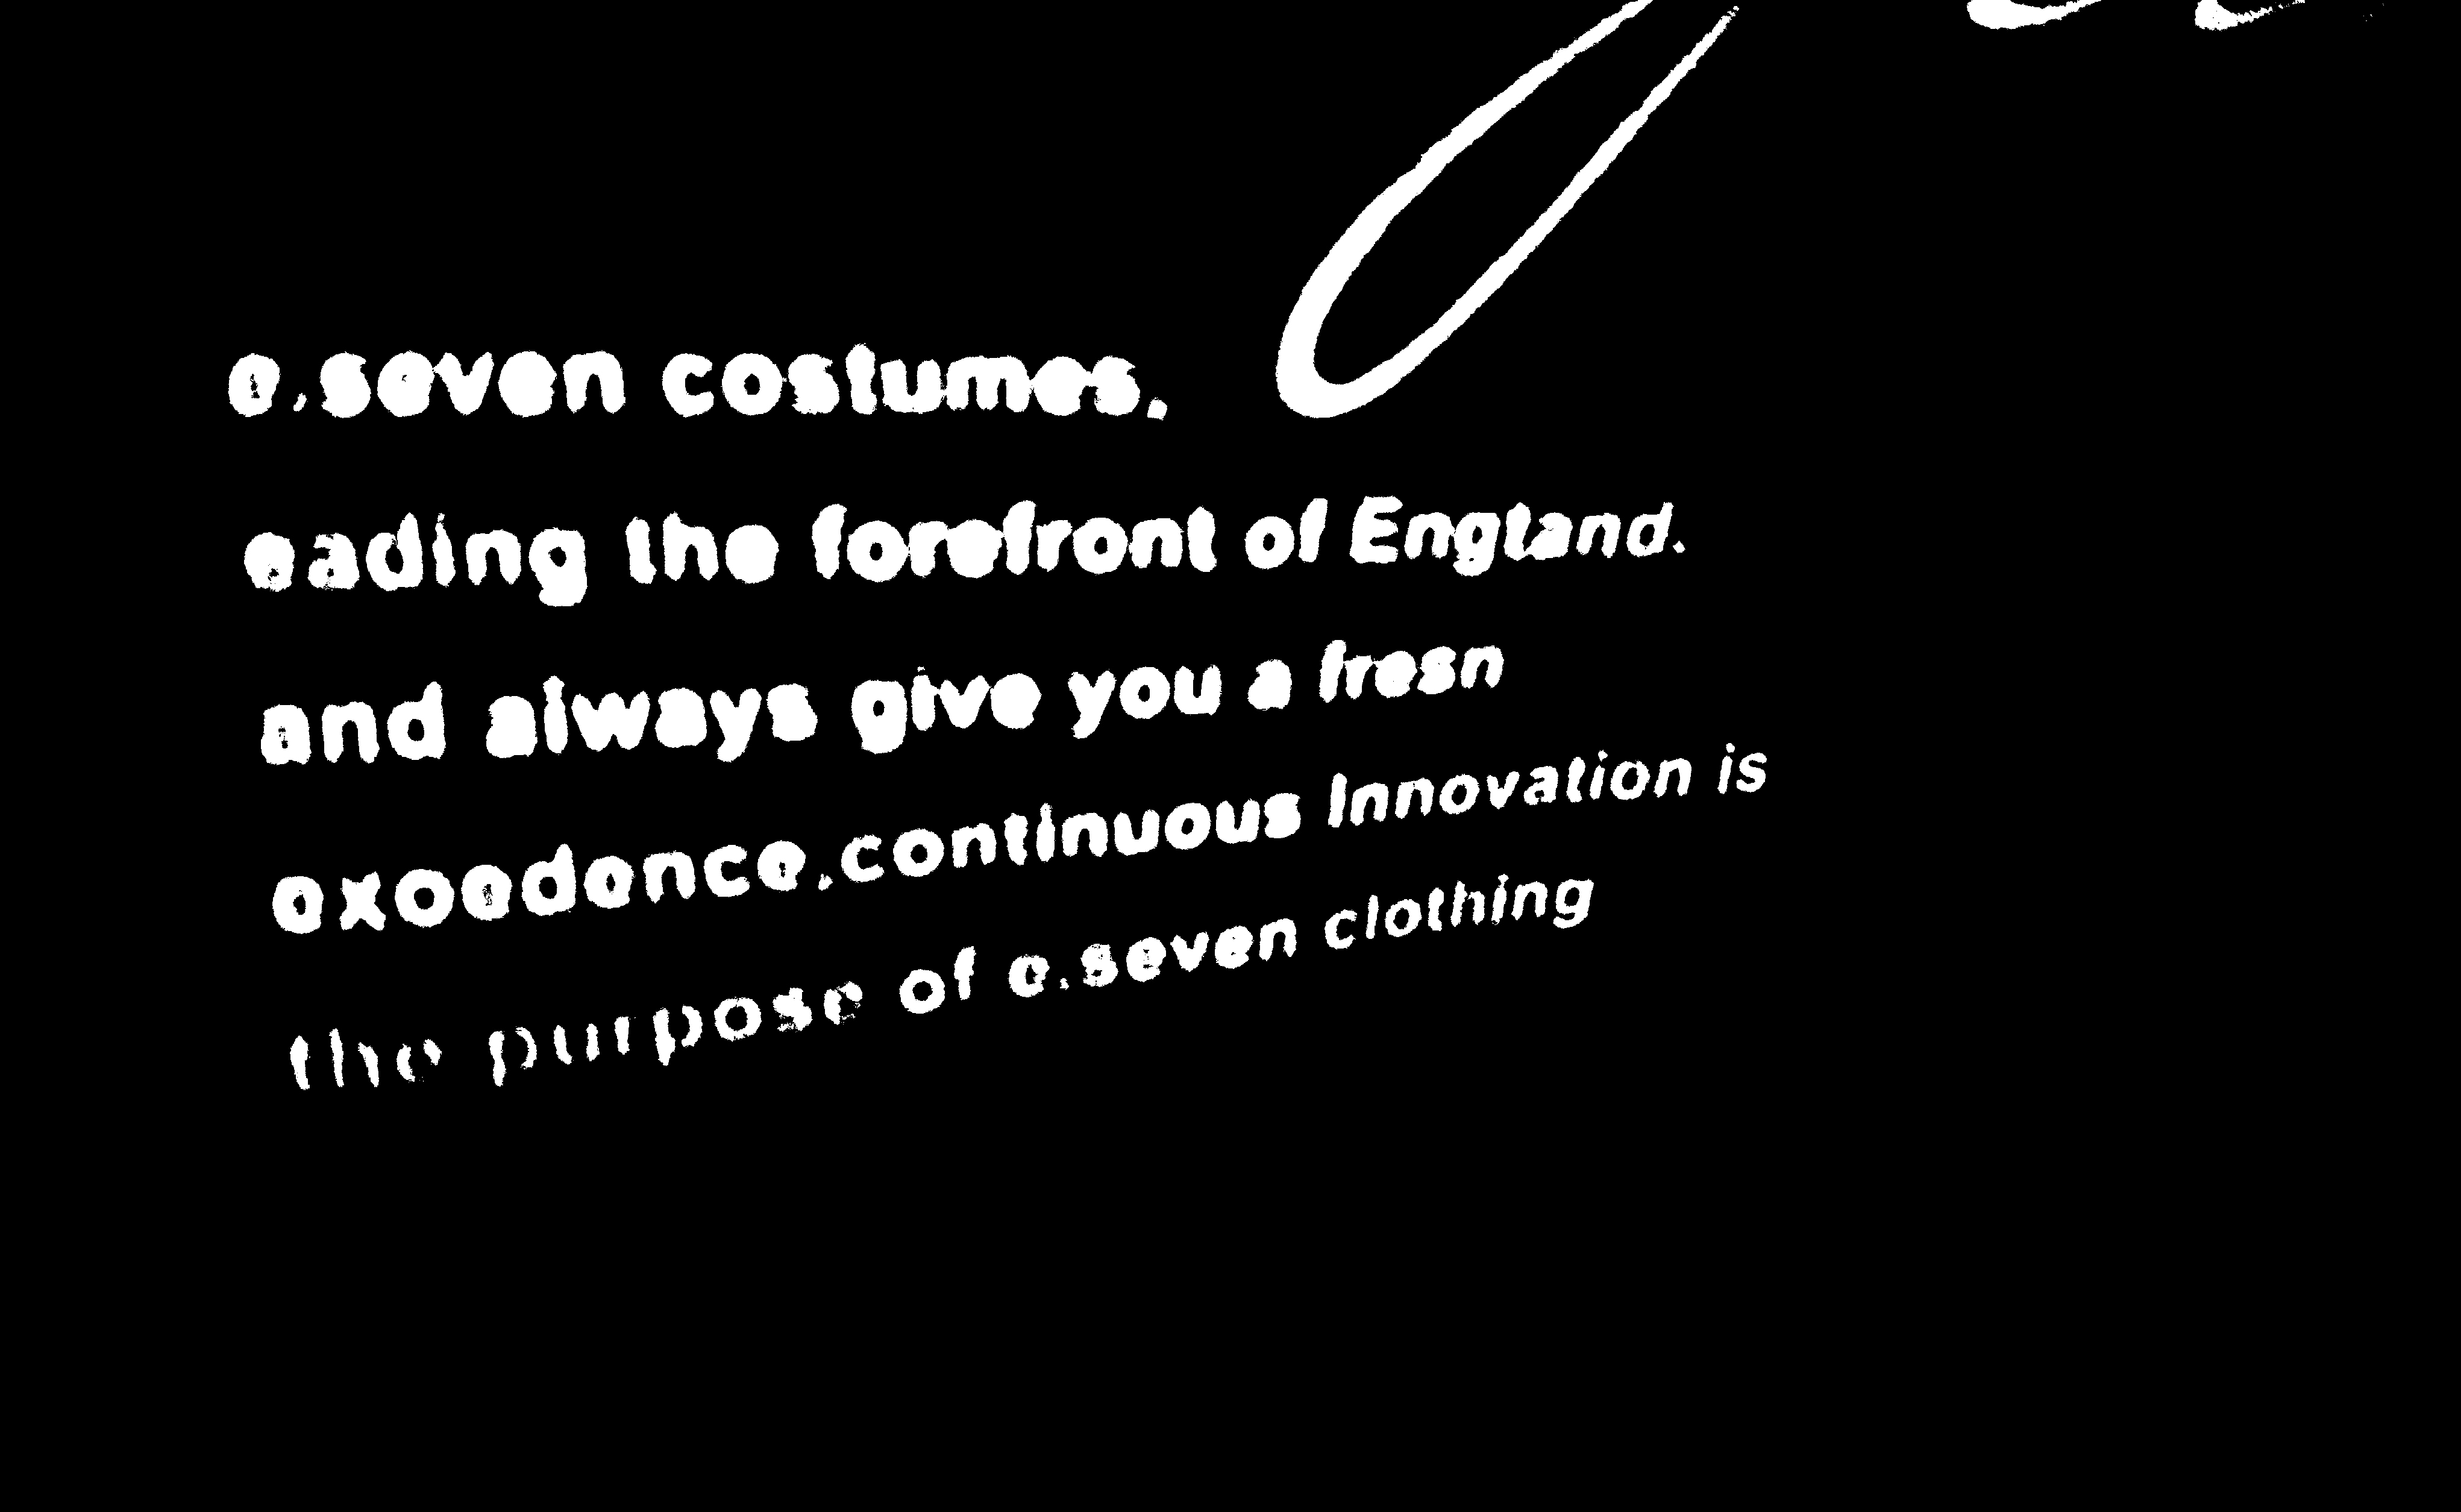 e.seven costumes.
eading the forefront of England.
and always give you a fresh
exoedence.continuous Innovation is
the purpose of e.seven clothing